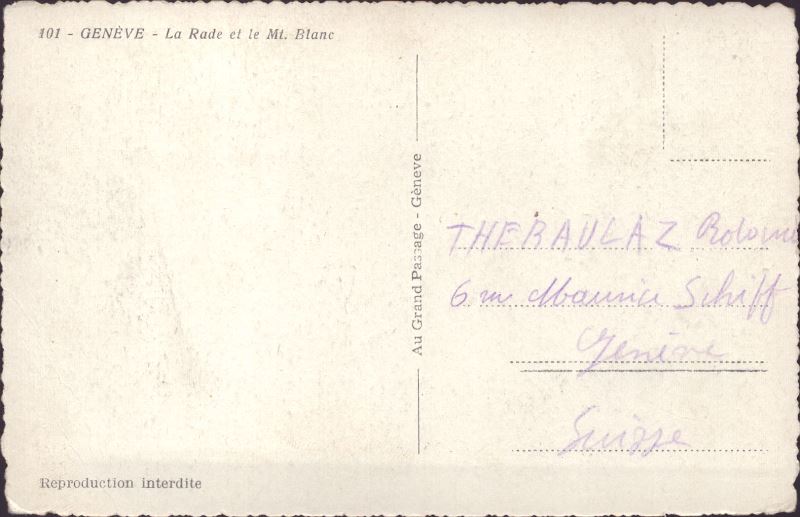 101 - GENÈVE - La Rade et le Mt. Blanc
Au Grand Passage - Genève
THERAULAZ Roland
6 rue Maurice Schiff
Genève
Suisse
Reproduction interdite